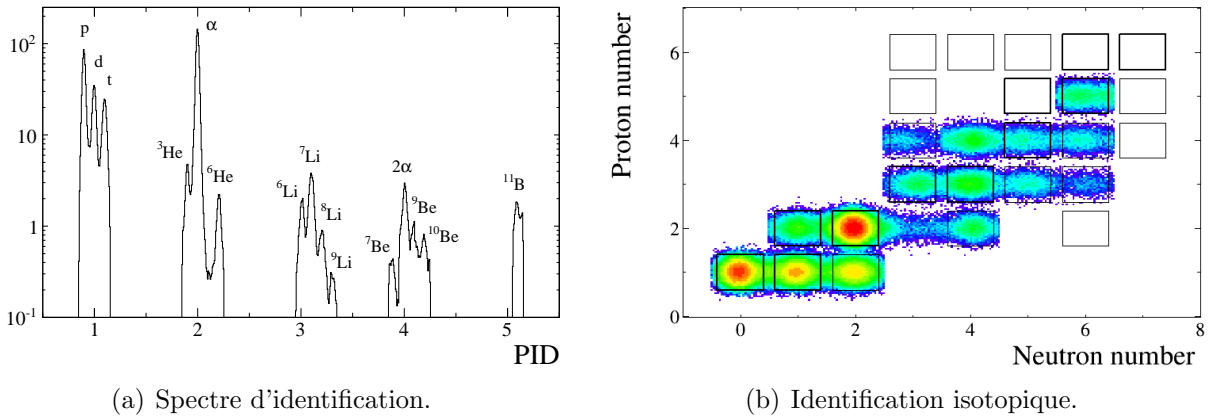 10²
10
1
10⁻¹
p
d
t
α
³He
⁶He
⁶Li
⁷Li
⁸Li
⁹Li
2α
⁷Be
⁹Be
¹⁰Be
¹¹B
1 2 3 4 5
PID
(a) Spectre d'identification.
Proton number
6
4
2
0
0 2 4 6 8
Neutron number
(b) Identification isotopique.